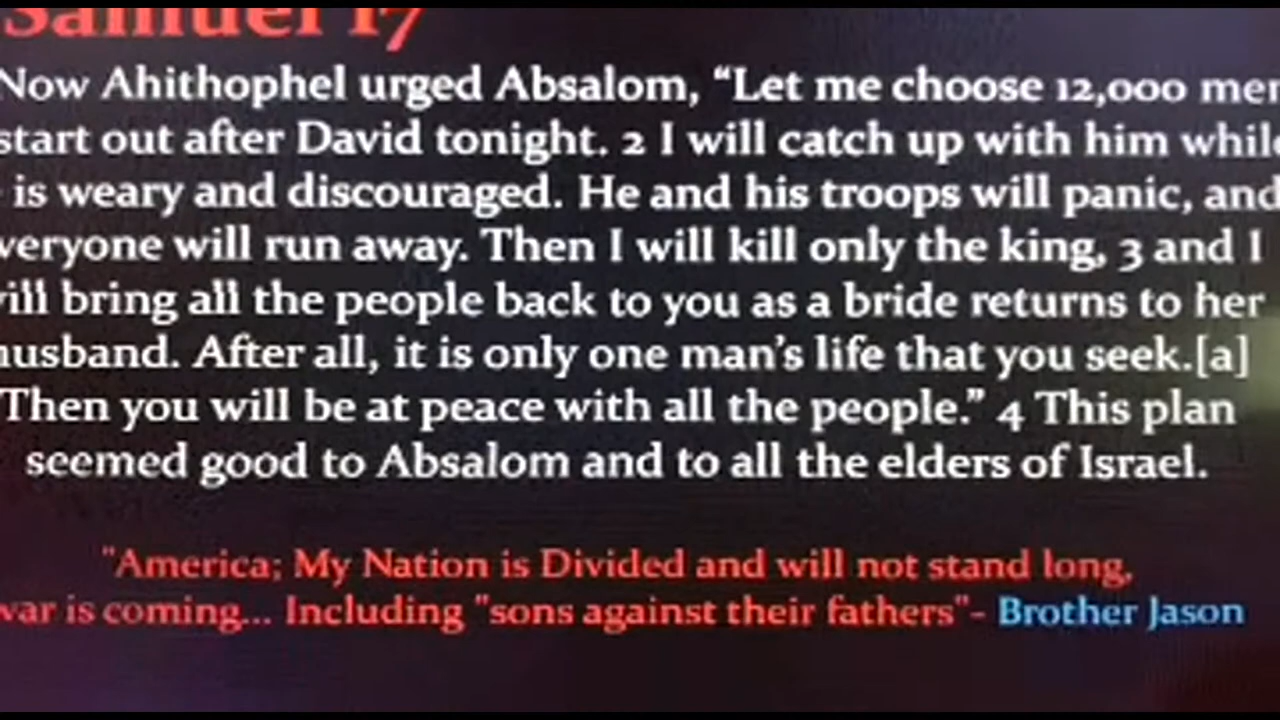 Samuel 17
Now Ahithophel urged Absalom, “Let me choose 12,000 men
start out after David tonight. 2 I will catch up with him while
is weary and discouraged. He and his troops will panic, and
everyone will run away. Then I will kill only the king, 3 and I
will bring all the people back to you as a bride returns to her
husband. After all, it is only one man’s life that you seek.[a]
Then you will be at peace with all the people.” 4 This plan
seemed good to Absalom and to all the elders of Israel.
"America; My Nation is Divided and will not stand long,
war is coming... Including "sons against their fathers"- Brother Jason